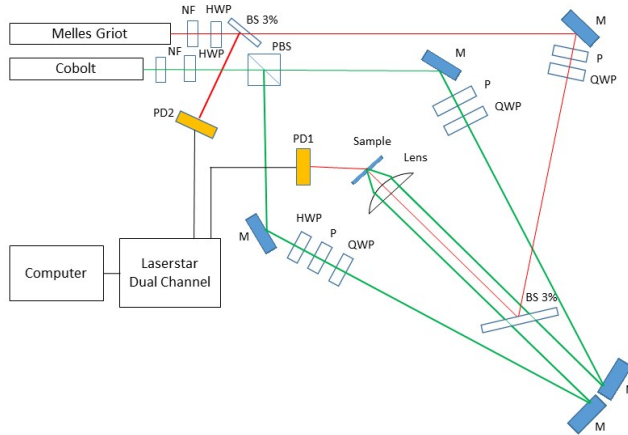 NF
HWP
BS 3%
M
Melles Griot
Cobolt
NF
HWP
PBS
M
P
QWP
P
QWP
PD2
PD1
Sample
Lens
M
HWP
P
QWP
Computer
Laserstar
Dual Channel
BS 3%
M
M